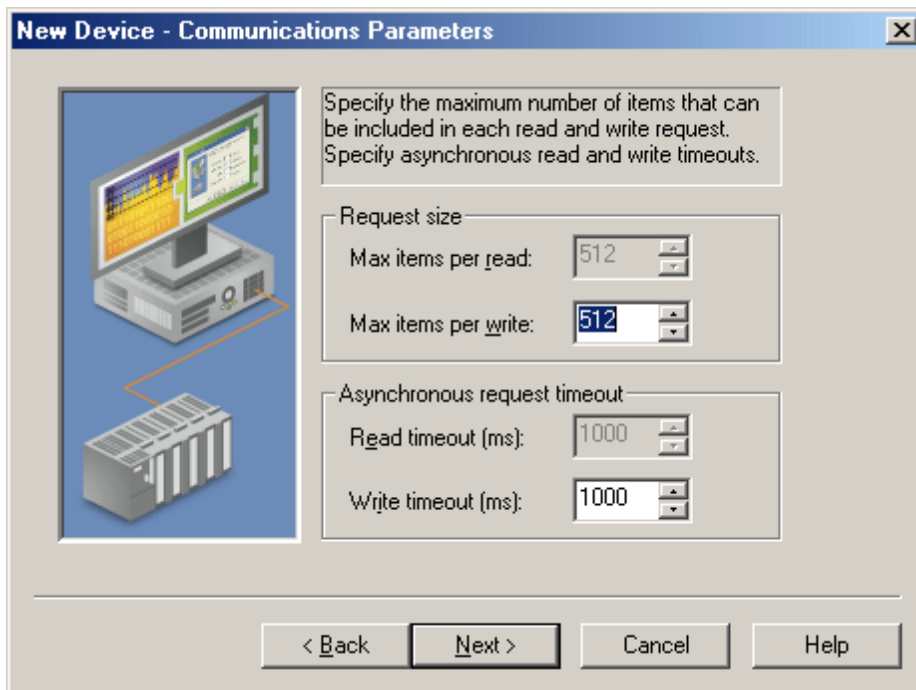 New Device - Communications Parameters
Specify the maximum number of items that can
be included in each read and write request.
Specify asynchronous read and write timeouts.
Request size
Max items per read: 512
Max items per write: 512
Asynchronous request timeout
Read timeout (ms): 1000
Write timeout (ms): 1000
< Back Next > Cancel Help